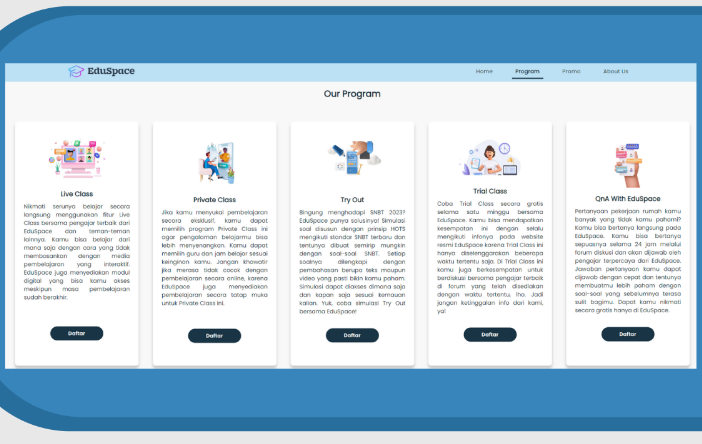 EduSpace
Home Program Promo About Us
Our Program
Live Class
Nikmati serunya belajar secara
langsung menggunakan fitur Live
Class bersama pengajar terbaik dari
EduSpace dan teman-teman
lainnya. Kamu bisa belajar dari
mana saja dengan cara yang tidak
membosankan dengan media
pembelajaran yang interaktif.
EduSpace juga menyediakan modul
digital yang bisa kamu akses
meskipun masa pembelajaran
sudah berakhir.
Daftar
Private Class
Jika kamu menyukai pembelajaran
secara eksklusif, kamu dapat
memilih program Private Class ini
agar pengalaman belajarmu bisa
lebih menyenangkan. Kamu dapat
memilih guru dan jam belajar sesuai
keinginan kamu. Jangan khawatir
jika merasa tidak cocok dengan
pembelajaran secara online, karena
EduSpace juga menyediakan
pembelajaran secara tatap muka
untuk Private Class ini.
Daftar
Try Out
Bingung menghadapi SNBT 2023?
EduSpace punya solusinya! Simulasi
soal disusun dengan prinsip HOTS
mengikuti standar SNBT terbaru dan
tentunya dibuat semirip mungkin
dengan soal-soal SNBT. Setiap
soalnya dilengkapi dengan
pembahasan berupa teks maupun
video yang pasti bikin kamu paham.
Simulasi dapat diakses dimana saja
dan kapan saja sesuai kemauan
kalian. Yuk, coba simulasi Try Out
bersama EduSpace!
Daftar
Trial Class
Coba Trial Class secara gratis
selama satu minggu bersama
EduSpace. Kamu bisa mendapatkan
kesempatan ini dengan selalu
mengikuti infonya pada website
resmi EduSpace karena Trial Class ini
hanya diselenggarakan beberapa
waktu tertentu saja. Di Trial Class ini
kamu juga berkesempatan untuk
berdiskusi bersama pengajar terbaik
di forum yang telah disediakan
dengan waktu tertentu, lho. Jadi
jangan ketinggalan info dari kami,
ya!
Daftar
QnA With EduSpace
Pertanyaan pekerjaan rumah kamu
banyak yang tidak kamu pahami?
Kamu bisa bertanya langsung pada
EduSpace. Kamu bisa bertanya
sepuasnya selama 24 jam melalui
forum diskusi dan akan dijawab oleh
pengajar terpercaya dari EduSpace.
Jawaban pertanyaan kamu dapat
dijawab dengan cepat dan tentunya
membuatmu lebih paham dengan
soal-soal yang sebelumnya terasa
sulit bagimu. Dapat kamu nikmati
secara gratis hanya di EduSpace.
Daftar